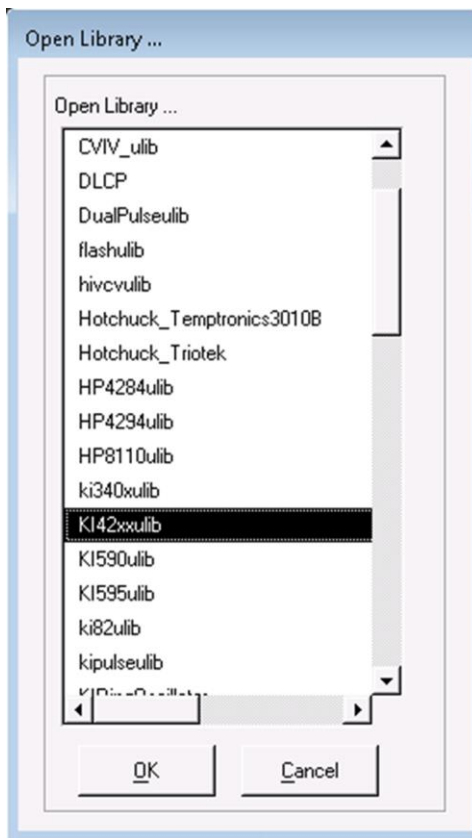 Open Library ...
Open Library ...
CVIV_ulib
DLCP
DualPulseulib
flashulib
hivcvulib
Hotchuck_Temptronics3010B
Hotchuck_Triotek
HP4284ulib
HP4294ulib
HP8110ulib
ki340xulib
KI42xxulib
KI590ulib
KI595ulib
ki82ulib
kipulseulib
OK
Cancel